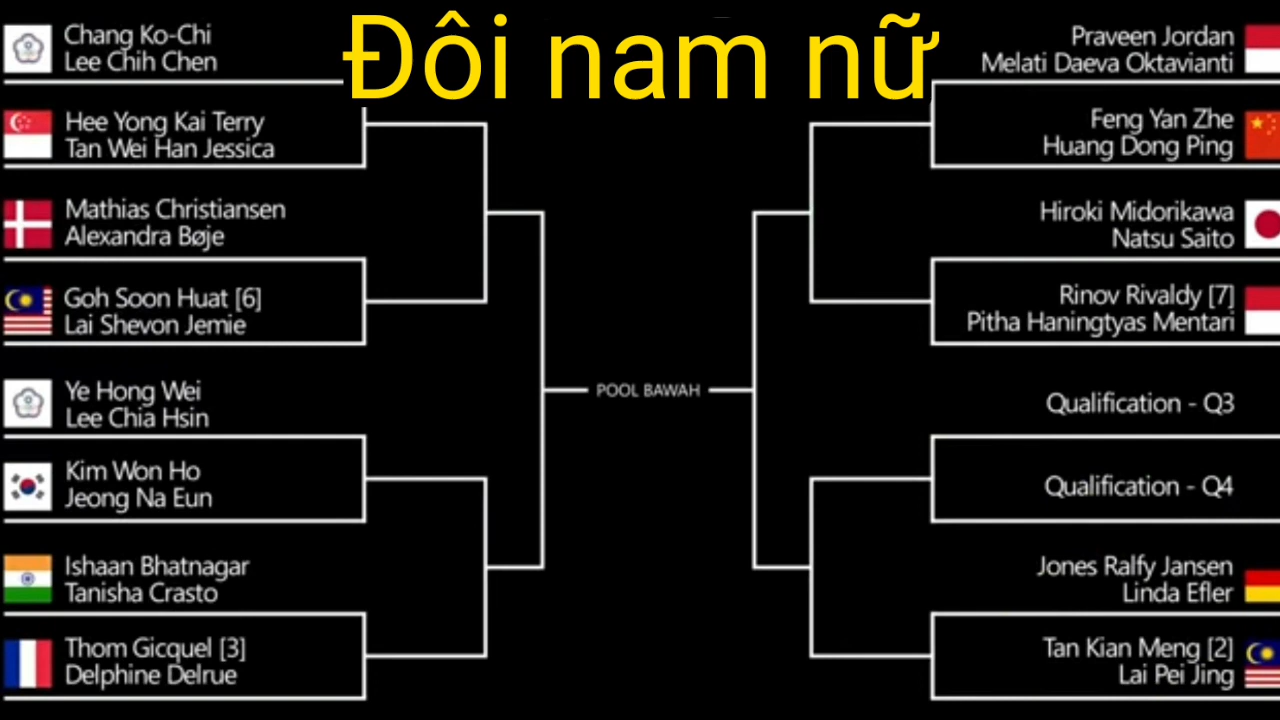 Đôi nam nữ
Chang Ko-Chi
Lee Chih Chen
Hee Yong Kai Terry
Tan Wei Han Jessica
Mathias Christiansen
Alexandra Bøje
Goh Soon Huat [6]
Lai Shevon Jemie
Ye Hong Wei
Lee Chia Hsin
Kim Won Ho
Jeong Na Eun
Ishaan Bhatnagar
Tanisha Crasto
Thom Gicquel [3]
Delphine Delrue
POOL BAWAH
Praveen Jordan
Melati Daeva Oktavianti
Feng Yan Zhe
Huang Dong Ping
Hiroki Midorikawa
Natsu Saito
Rinov Rivaldy [7]
Pitha Haningtyas Mentari
Qualification - Q3
Qualification - Q4
Jones Ralfy Jansen
Linda Efler
Tan Kian Meng [2]
Lai Pei Jing